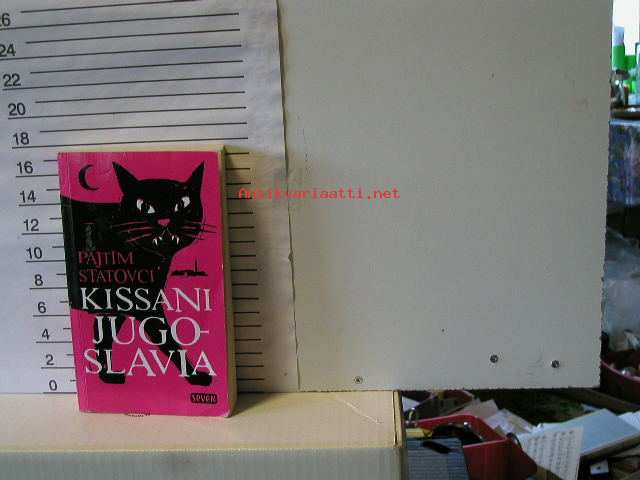 26
24
22
20
18
16
14
12
10
8
6
4
2
0
Antikvariaatti.net
PAJTIM
STATOVCI
KISSANI
JUGO-
SLAVIA
seven